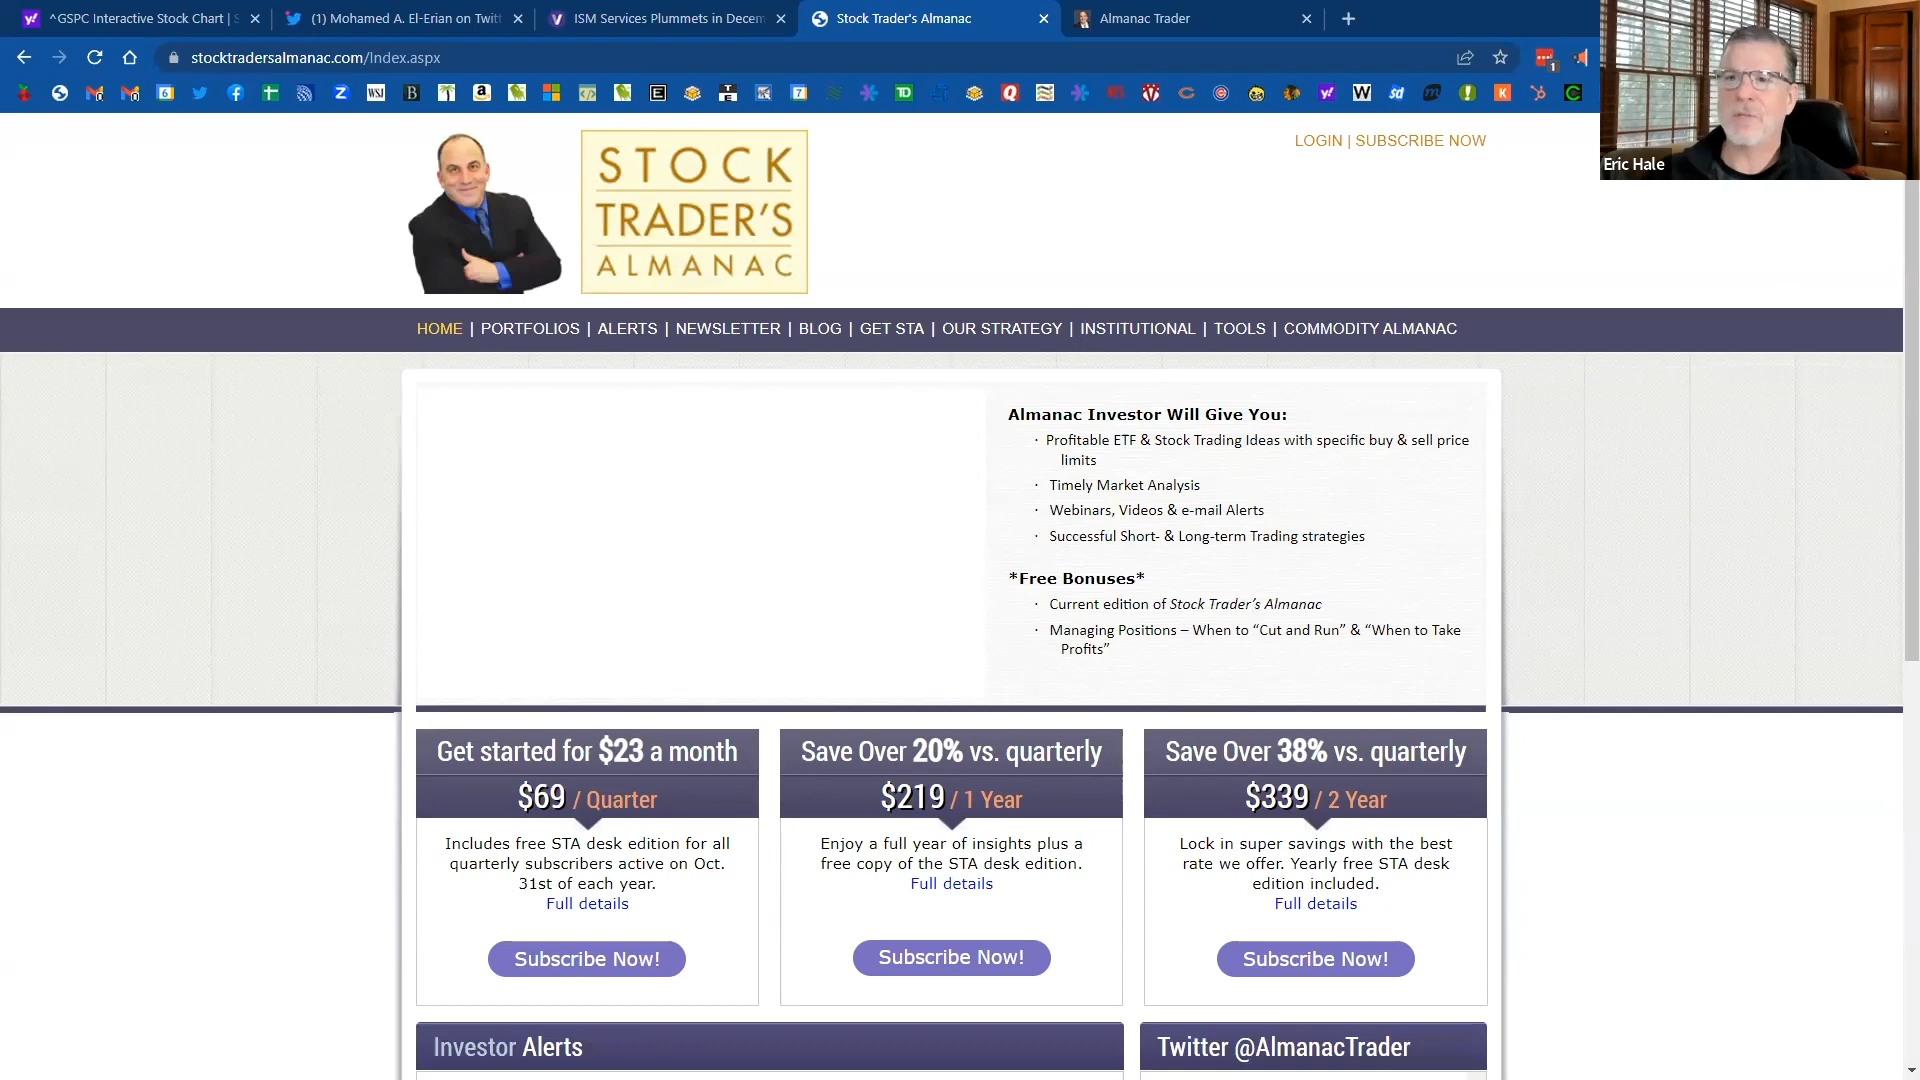 ^GSPC Interactive Stock Chart | S
(1) Mohamed A. El-Erian on Twitt
ISM Services Plummets in Decem
Stock Trader's Almanac
Almanac Trader
stocktradersalmanac.com/Index.aspx
Eric Hale
LOGIN | SUBSCRIBE NOW
STOCK
TRADER'S
ALMANAC
HOME | PORTFOLIOS | ALERTS | NEWSLETTER | BLOG | GET STA | OUR STRATEGY | INSTITUTIONAL | TOOLS | COMMODITY ALMANAC
Almanac Investor Will Give You:
· Profitable ETF & Stock Trading Ideas with specific buy & sell price
limits
· Timely Market Analysis
· Webinars, Videos & e-mail Alerts
· Successful Short- & Long-term Trading strategies
*Free Bonuses*
· Current edition of Stock Trader’s Almanac
· Managing Positions – When to “Cut and Run” & “When to Take
Profits”
Get started for $23 a month
$69 / Quarter
Includes free STA desk edition for all
quarterly subscribers active on Oct.
31st of each year.
Full details
Subscribe Now!
Save Over 20% vs. quarterly
$219 / 1 Year
Enjoy a full year of insights plus a
free copy of the STA desk edition.
Full details
Subscribe Now!
Save Over 38% vs. quarterly
$339 / 2 Year
Lock in super savings with the best
rate we offer. Yearly free STA desk
edition included.
Full details
Subscribe Now!
Investor Alerts
Twitter @AlmanacTrader